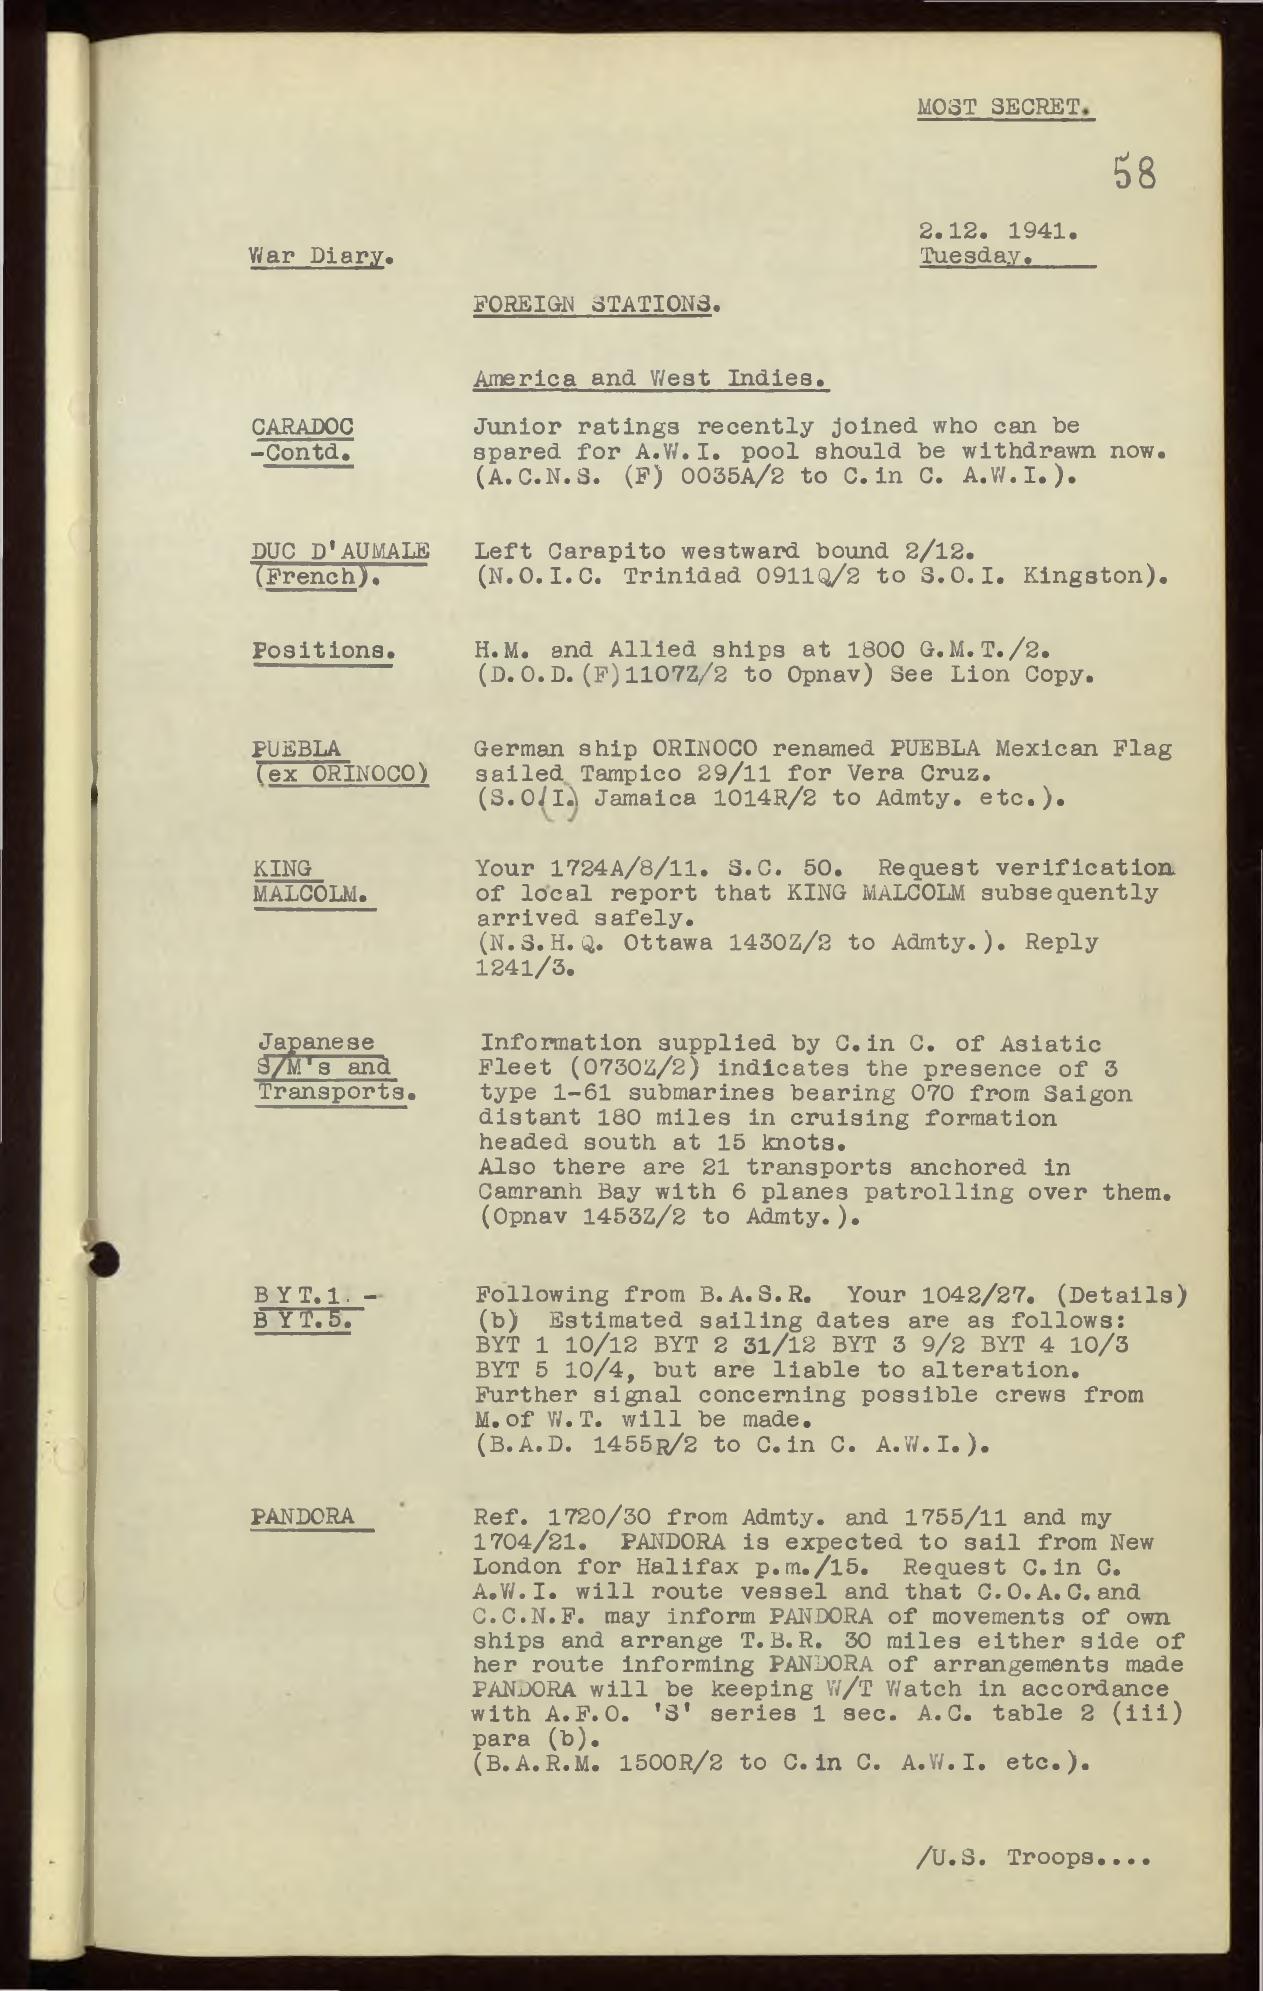 MOST SECRET.
58
2.12. 1941.
War Diary.
Tuesday.
FOREIGN STATIONS.
America and West Indies.
CARADOC
-Contd.
Junior ratings recently joined who can be
spared for A.W.I. pool should be withdrawn now.
(A.C.N.S. (F) 0035A/2 to C.in C. A.W.I.).
DUC D'AUMALE
(French).
Left Carapito westward bound 2/12.
(N.O.I.C. Trinidad 0911Q/2 to S.O.I. Kingston).
Positions.
H.M. and Allied ships at 1800 G.M.T./2.
(D.O.D.(F)1107Z/2 to Opnav) See Lion Copy.
PUEBLA
(ex ORINOCO)
German ship ORINOCO renamed PUEBLA Mexican Flag
sailed Tampico 29/11 for Vera Cruz.
(S.O(I.) Jamaica 1014R/2 to Admty. etc.).
KING
MALCOLM.
Your 1724A/8/11. S.C. 50. Request verification
of local report that KING MALCOLM subsequently
arrived safely.
(N.S.H.Q. Ottawa 1430Z/2 to Admty.). Reply
1241/3.
Japanese
S/M's and
Transports.
Information supplied by C.in C. of Asiatic
Fleet (0730Z/2) indicates the presence of 3
type 1-61 submarines bearing 070 from Saigon
distant 180 miles in cruising formation
headed south at 15 knots.
Also there are 21 transports anchored in
Camranh Bay with 6 planes patrolling over them.
(Opnav 1453Z/2 to Admty.).
B Y T.1. -
B Y T.5.
Following from B.A.S.R. Your 1042/27. (Details)
(b) Estimated sailing dates are as follows:
BYT 1 10/12 BYT 2 31/12 BYT 3 9/2 BYT 4 10/3
BYT 5 10/4, but are liable to alteration.
Further signal concerning possible crews from
M.of W.T. will be made.
(B.A.D. 1455R/2 to C.in C. A.W.I.).
PANDORA
Ref. 1720/30 from Admty. and 1755/11 and my
1704/21. PANDORA is expected to sail from New
London for Halifax p.m./15. Request C.in C.
A.W.I. will route vessel and that C.O.A.C.and
C.C.N.F. may inform PANDORA of movements of own
ships and arrange T.B.R. 30 miles either side of
her route informing PANDORA of arrangements made
PANDORA will be keeping W/T Watch in accordance
with A.F.O. 'S' series 1 sec. A.C. table 2 (iii)
para (b).
(B.A.R.M. 1500R/2 to C.in C. A.W.I. etc.).
/U.S. Troops....